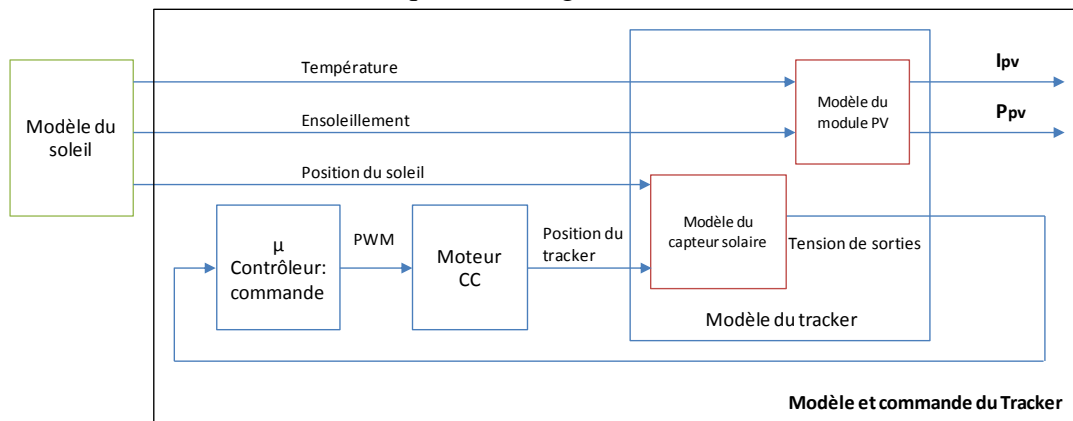 Modèle du
soleil
Température
Ensoleillement
Position du soleil
Modèle du
module PV
Ipv
Ppv
μ
Contrôleur:
commande
PWM
Moteur
CC
Position du
tracker
Modèle du
capteur solaire
Tension de sorties
Modèle du tracker
Modèle et commande du Tracker